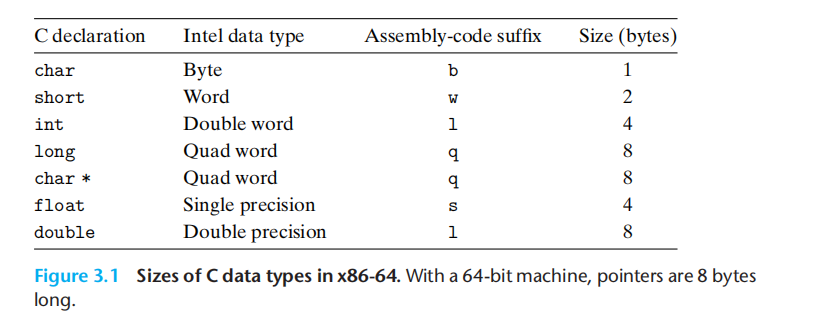 C declaration Intel data type Assembly-code suffix Size (bytes)
char Byte b 1
short Word w 2
int Double word l 4
long Quad word q 8
char * Quad word q 8
float Single precision s 4
double Double precision l 8
Figure 3.1 Sizes of C data types in x86-64. With a 64-bit machine, pointers are 8 bytes
long.